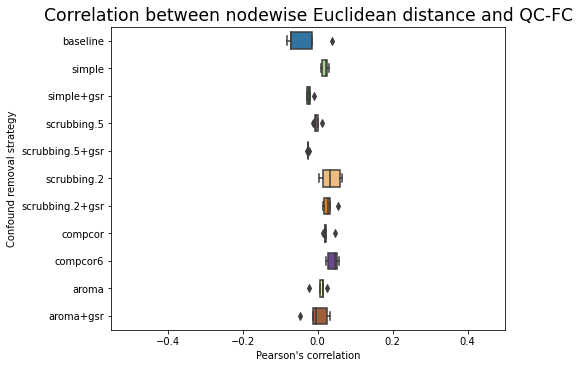 Correlation between nodewise Euclidean distance and QC-FC
baseline
simple
simple+gsr
scrubbing.5
scrubbing.5+gsr
scrubbing.2
scrubbing.2+gsr
compcor
compcor6
aroma
aroma+gsr
Confound removal strategy
−0.4 −0.2 0.0 0.2 0.4
Pearson's correlation